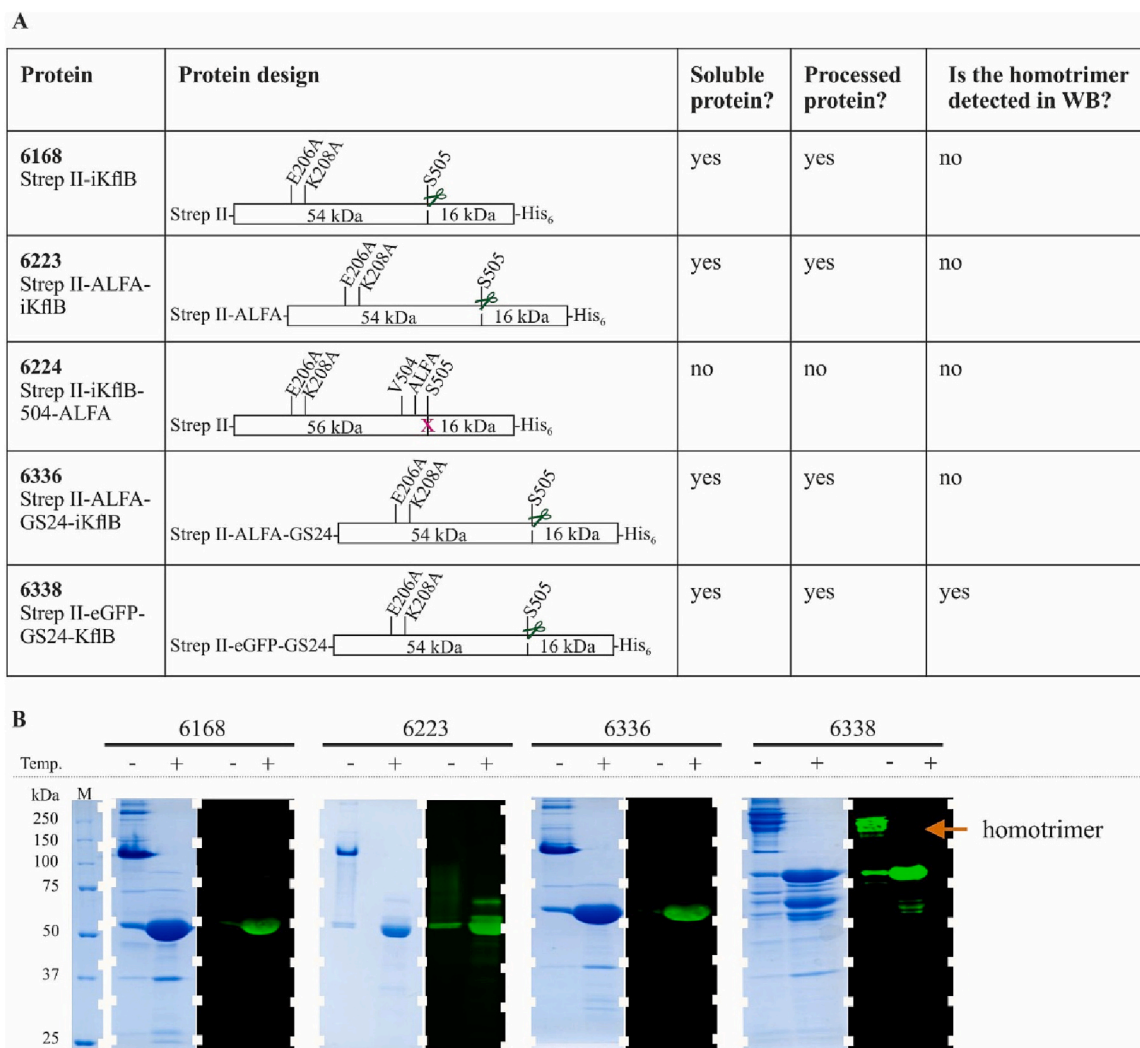 A
Protein Protein design Soluble protein? Processed protein? Is the homotrimer detected in WB?
6168
Strep II-iKflB
E206A K208A S505
Strep II- 54 kDa 16 kDa -His6
yes yes no
6223
Strep II-ALFA-
iKflB
E206A K208A S505
Strep II-ALFA- 54 kDa 16 kDa -His6
yes yes no
6224
Strep II-iKflB-
504-ALFA
E206A K208A V504 ALFA S505
Strep II- 56 kDa X 16 kDa -His6
no no no
6336
Strep II-ALFA-
GS24-iKflB
E206A K208A S505
Strep II-ALFA-GS24- 54 kDa 16 kDa -His6
yes yes no
6338
Strep II-eGFP-
GS24-KflB
E206A K208A S505
Strep II-eGFP-GS24- 54 kDa 16 kDa -His6
yes yes yes
B
6168 6223 6336 6338
Temp. - + - + - + - + - + - + - + - +
kDa M
250
150
100
75
50
37
25
homotrimer